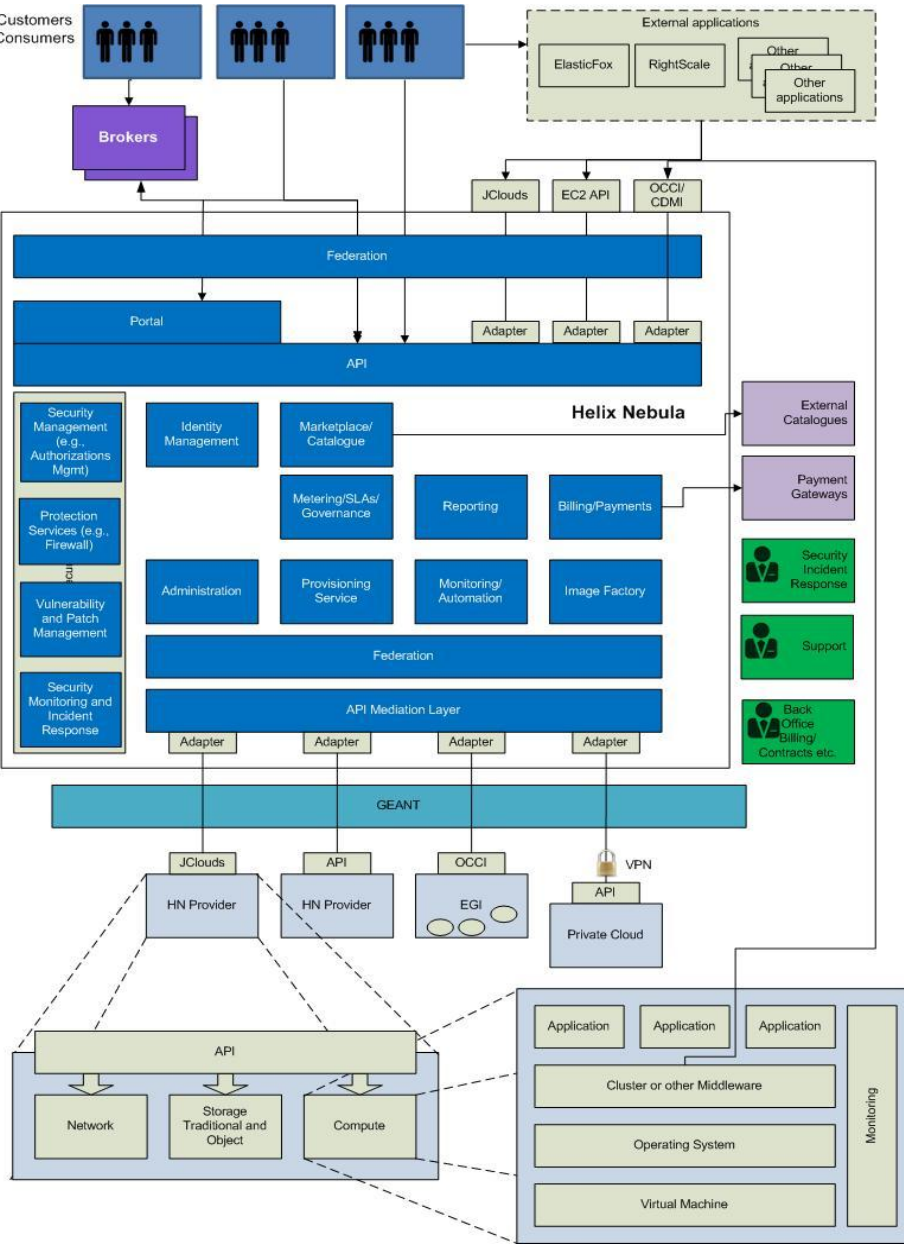 Customers
Consumers
External applications
ElasticFox
RightScale
Other
Other
applications
Brokers
JClouds
EC2 API
OCCI/
CDMI
Federation
Portal
Adapter
Adapter
Adapter
API
Security
Management
(e.g.,
Authorizations
Mgmt)
Identity
Management
Marketplace/
Catalogue
Helix Nebula
External
Catalogues
Metering/SLAs/
Governance
Reporting
Billing/Payments
Payment
Gateways
Protection
Services (e.g.,
Firewall)
Security
Incident
Response
Administration
Provisioning
Service
Monitoring/
Automation
Image Factory
Vulnerability
and Patch
Management
Federation
Support
Security
Monitoring and
Incident
Response
API Mediation Layer
Back
Office
Billing/
Contracts etc.
Adapter
Adapter
Adapter
Adapter
GEANT
JClouds
API
OCCI
VPN
HN Provider
HN Provider
EGI
API
Private Cloud
Application
Application
Application
API
Cluster or other Middleware
Monitoring
Network
Storage
Traditional and
Object
Compute
Operating System
Virtual Machine